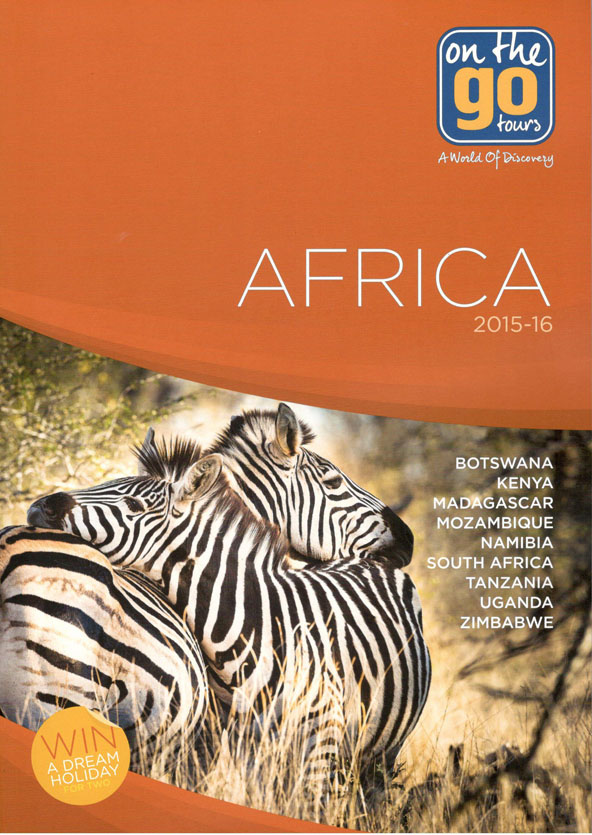 on the
go
tours
A World Of Discovery
AFRICA
2015-16
BOTSWANA
KENYA
MADAGASCAR
MOZAMBIQUE
NAMIBIA
SOUTH AFRICA
TANZANIA
UGANDA
ZIMBABWE
WIN
A DREAM
HOLIDAY
FOR TWO